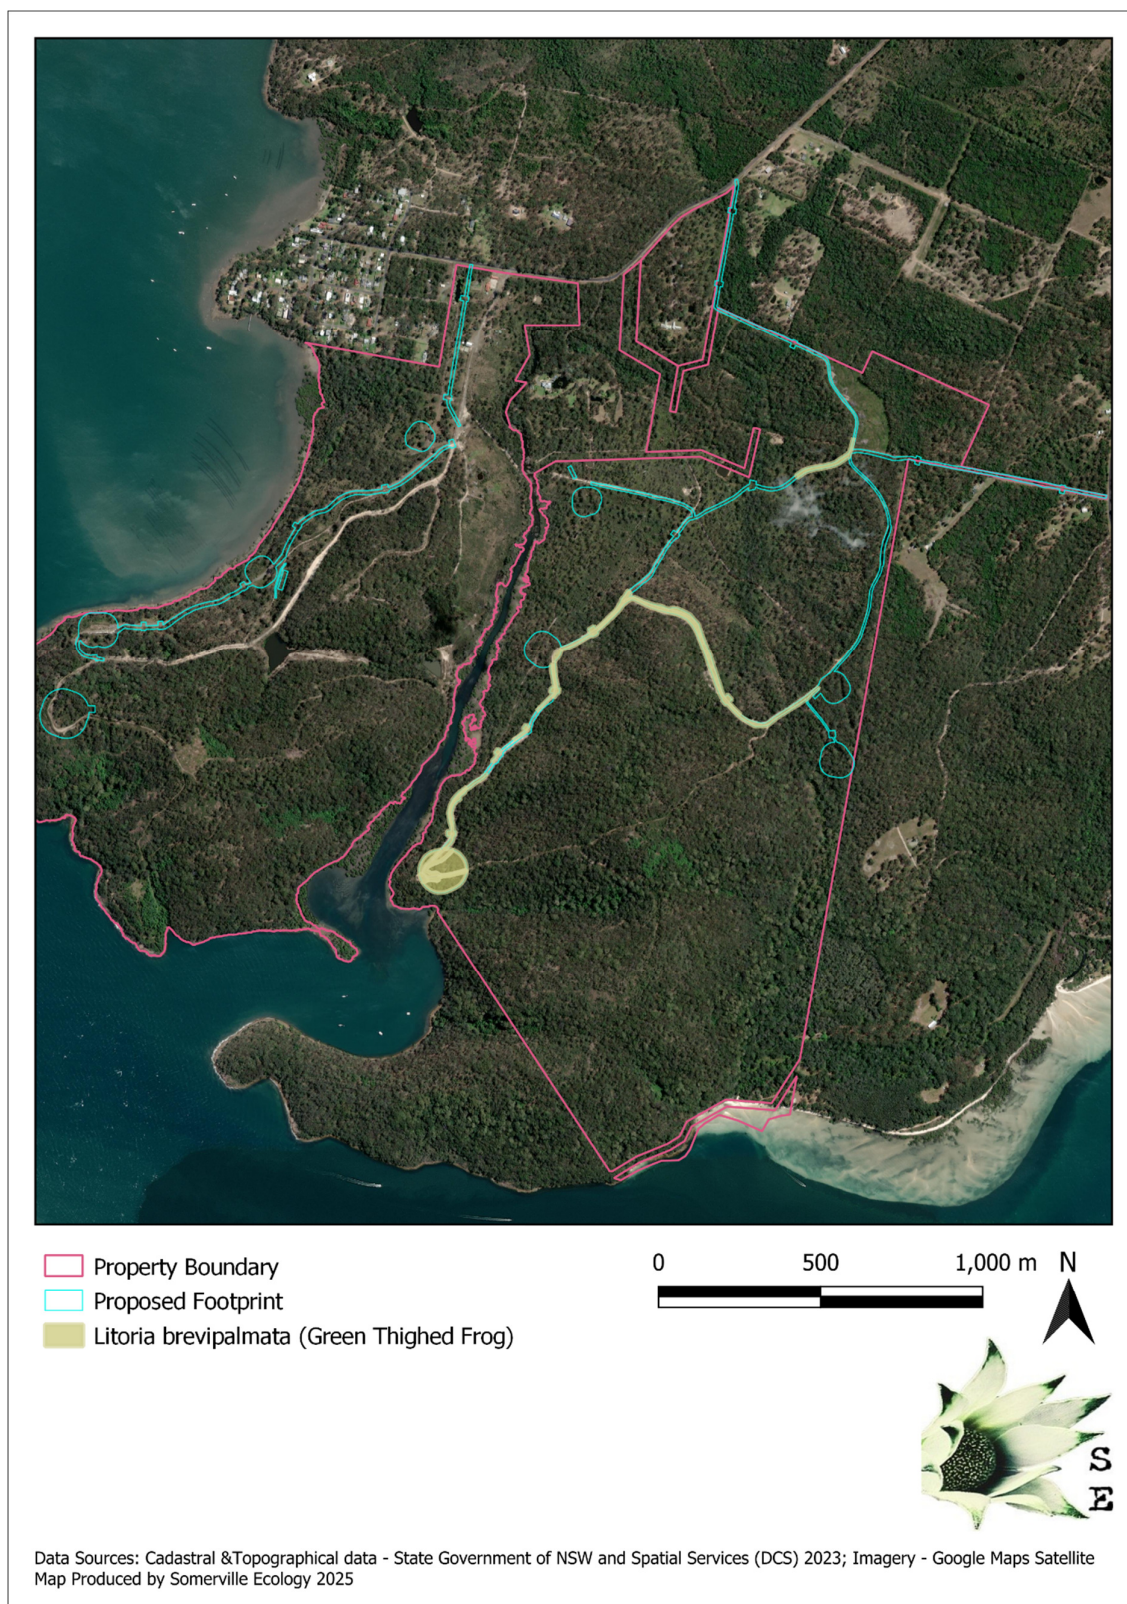 Property Boundary
Proposed Footprint
Litoria brevipalmata (Green Thighed Frog)
0 500 1,000 m N
S
E
Data Sources: Cadastral &Topographical data - State Government of NSW and Spatial Services (DCS) 2023; Imagery - Google Maps Satellite
Map Produced by Somerville Ecology 2025